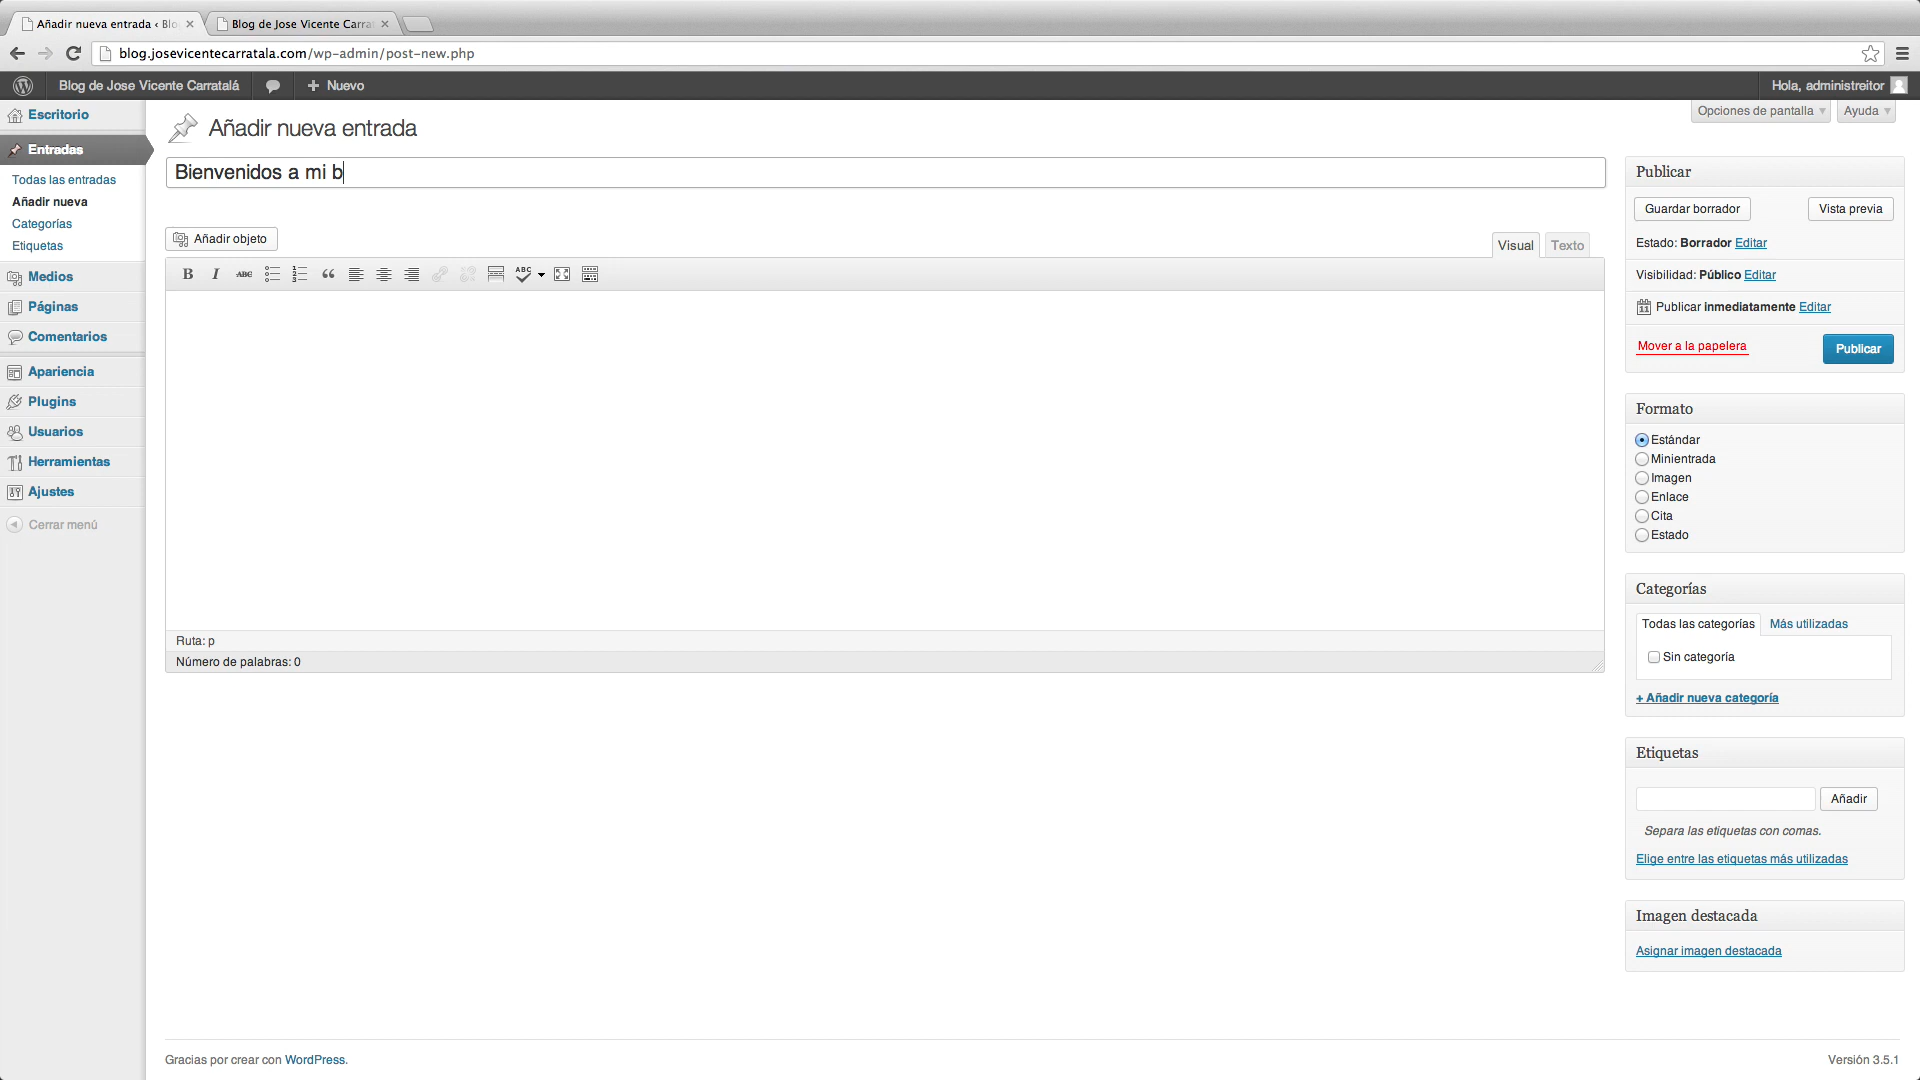 Añadir nueva entrada ‹ Blo
Blog de Jose Vicente Carrat
blog.josevicentecarratala.com/wp-admin/post-new.php
Blog de Jose Vicente Carratalá
Nuevo
Hola, administreitor
Escritorio
Entradas
Todas las entradas
Añadir nueva
Categorías
Etiquetas
Medios
Páginas
Comentarios
Apariencia
Plugins
Usuarios
Herramientas
Ajustes
Cerrar menú
Opciones de pantalla
Ayuda
Añadir nueva entrada
Bienvenidos a mi b
Añadir objeto
Visual
Texto
B I ABC
ABC
Ruta: p
Número de palabras: 0
Publicar
Guardar borrador
Vista previa
Estado: Borrador Editar
Visibilidad: Público Editar
11 Publicar inmediatamente Editar
Mover a la papelera
Publicar
Formato
Estándar
Minientrada
Imagen
Enlace
Cita
Estado
Categorías
Todas las categorías
Más utilizadas
Sin categoría
+ Añadir nueva categoría
Etiquetas
Añadir
Separa las etiquetas con comas.
Elige entre las etiquetas más utilizadas
Imagen destacada
Asignar imagen destacada
Gracias por crear con WordPress.
Versión 3.5.1